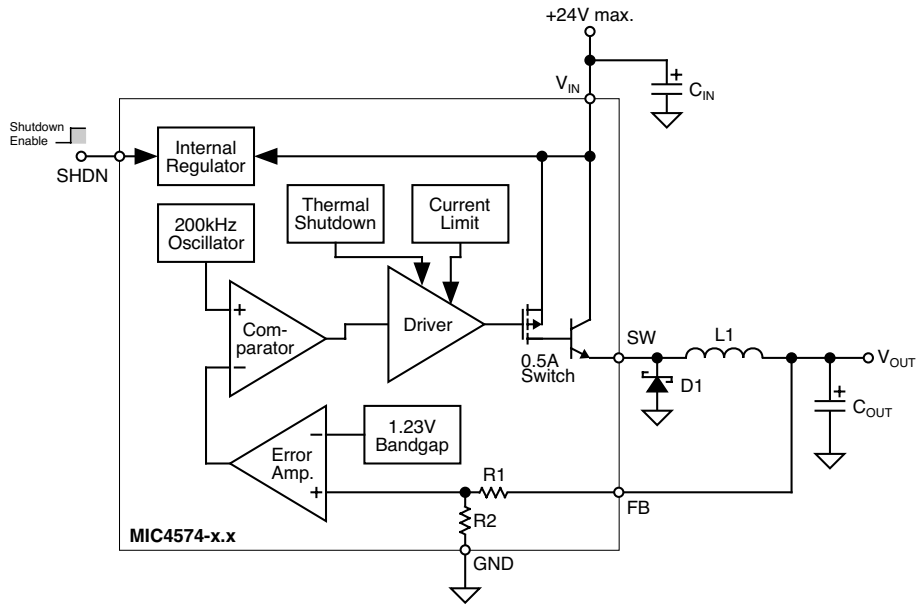 +24V max.
VIN
CIN
Shutdown
Enable
SHDN
Internal
Regulator
Thermal
Shutdown
Current
Limit
200kHz
Oscillator
+
Com-
parator
−
Driver
0.5A
Switch
SW
L1
VOUT
D1
+
COUT
+
Error
Amp.
−
+
1.23V
Bandgap
R1
FB
R2
MIC4574-x.x
GND